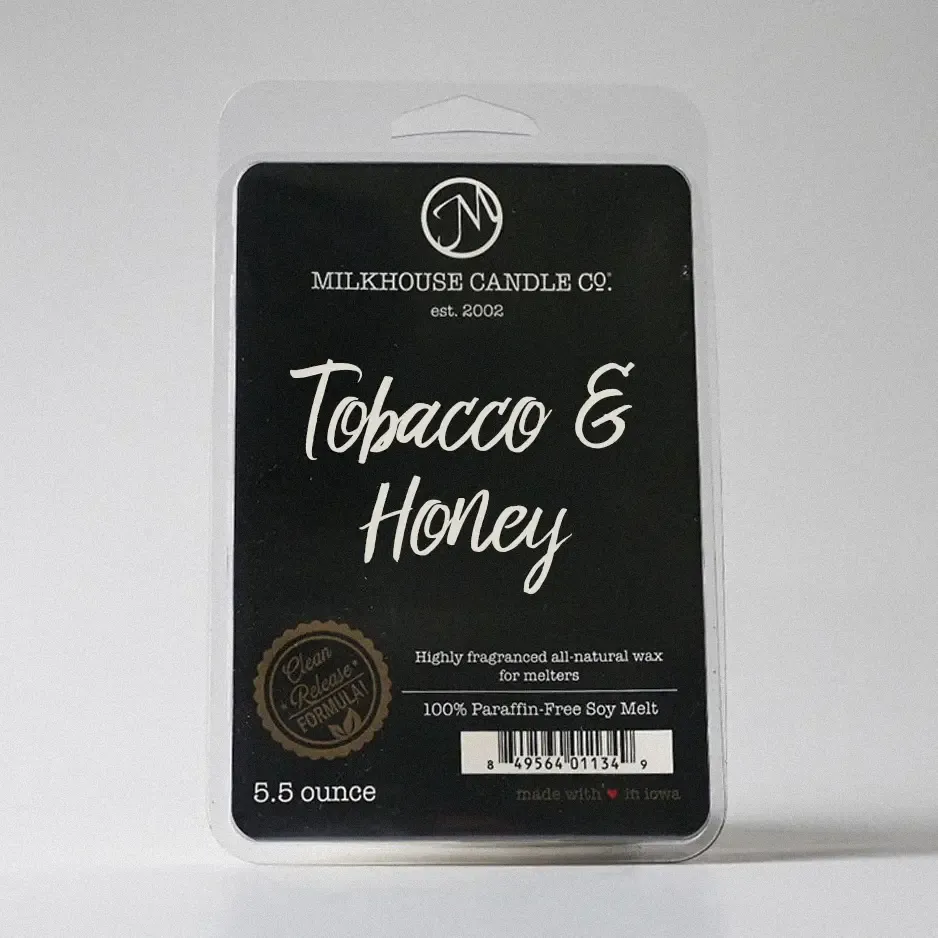 JM
MILKHOUSE CANDLE CO.®
est. 2002
Tobacco &
Honey
Clean
Release
FORMULA!
Highly fragranced all-natural wax
for melters
100% Paraffin-Free Soy Melt
8 49564 01134 9
5.5 ounce
made with ♥ in iowa